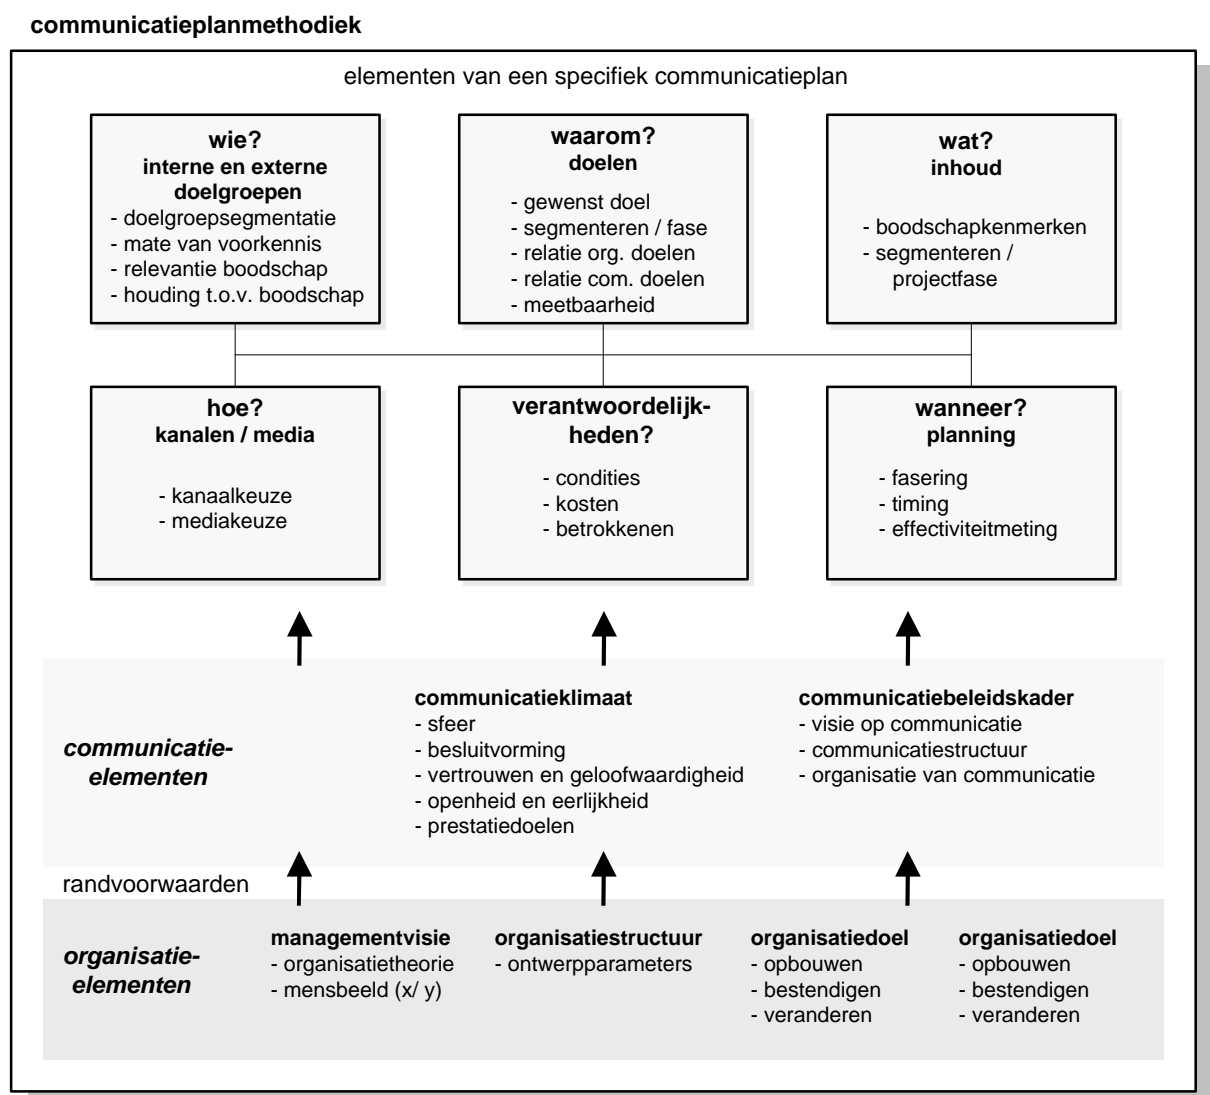 communicatieplanmethodiek
elementen van een specifiek communicatieplan
wie?
interne en externe
doelgroepen
- doelgroepsegmentatie
- mate van voorkennis
- relevantie boodschap
- houding t.o.v. boodschap
waarom?
doelen
- gewenst doel
- segmenteren / fase
- relatie org. doelen
- relatie com. doelen
- meetbaarheid
wat?
inhoud
- boodschapkenmerken
- segmenteren /
projectfase
hoe?
kanalen / media
- kanaalkeuze
- mediakeuze
verantwoordelijk-
heden?
- condities
- kosten
- betrokkenen
wanneer?
planning
- fasering
- timing
- effectiviteitmeting
communicatie-
elementen
communicatieklimaat
- sfeer
- besluitvorming
- vertrouwen en geloofwaardigheid
- openheid en eerlijkheid
- prestatiedoelen
communicatiebeleidskader
- visie op communicatie
- communicatiestructuur
- organisatie van communicatie
randvoorwaarden
organisatie-
elementen
managementvisie
- organisatietheorie
- mensbeeld (x/ y)
organisatiestructuur
- ontwerpparameters
organisatiedoel
- opbouwen
- bestendigen
- veranderen
organisatiedoel
- opbouwen
- bestendigen
- veranderen